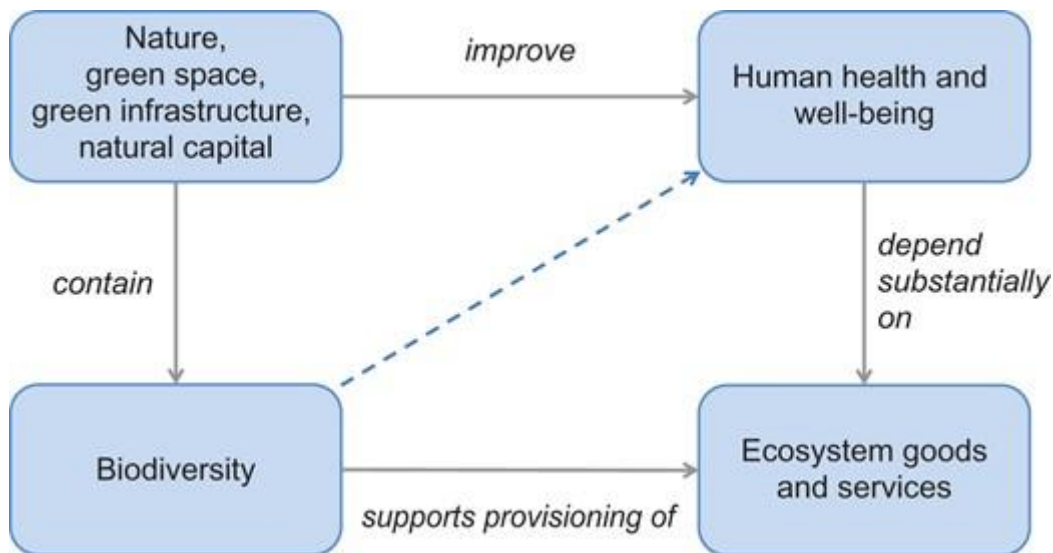 Nature,
green space,
green infrastructure,
natural capital
improve
Human health and
well-being
contain
depend
substantially
on
Biodiversity
supports provisioning of
Ecosystem goods
and services